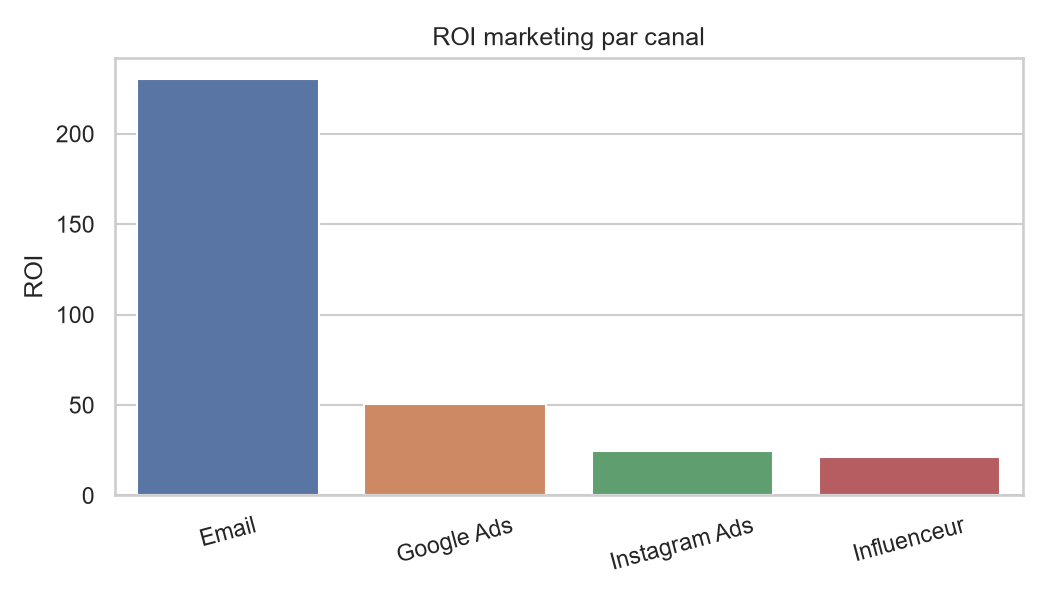 ROI marketing par canal
ROI
200
150
100
50
0
Email
Google Ads
Instagram Ads
Influenceur